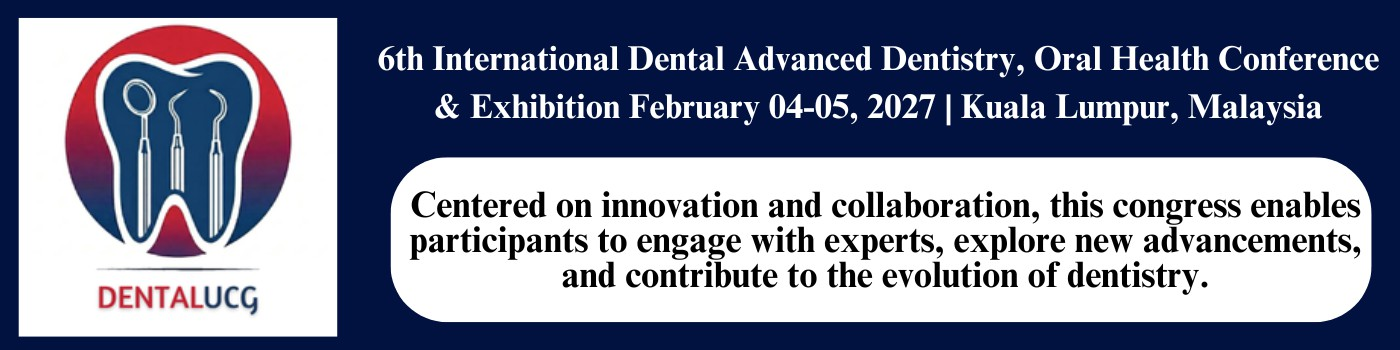 DENTALUCG
6th International Dental Advanced Dentistry, Oral Health Conference
& Exhibition February 04-05, 2027 | Kuala Lumpur, Malaysia
Centered on innovation and collaboration, this congress enables
participants to engage with experts, explore new advancements,
and contribute to the evolution of dentistry.